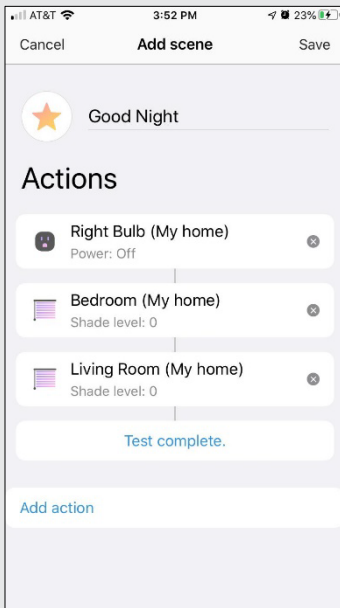 AT&T 3:52 PM 23%
Cancel Add scene Save
Good Night
Actions
Right Bulb (My home)
Power: Off
Bedroom (My home)
Shade level: 0
Living Room (My home)
Shade level: 0
Test complete.
Add action